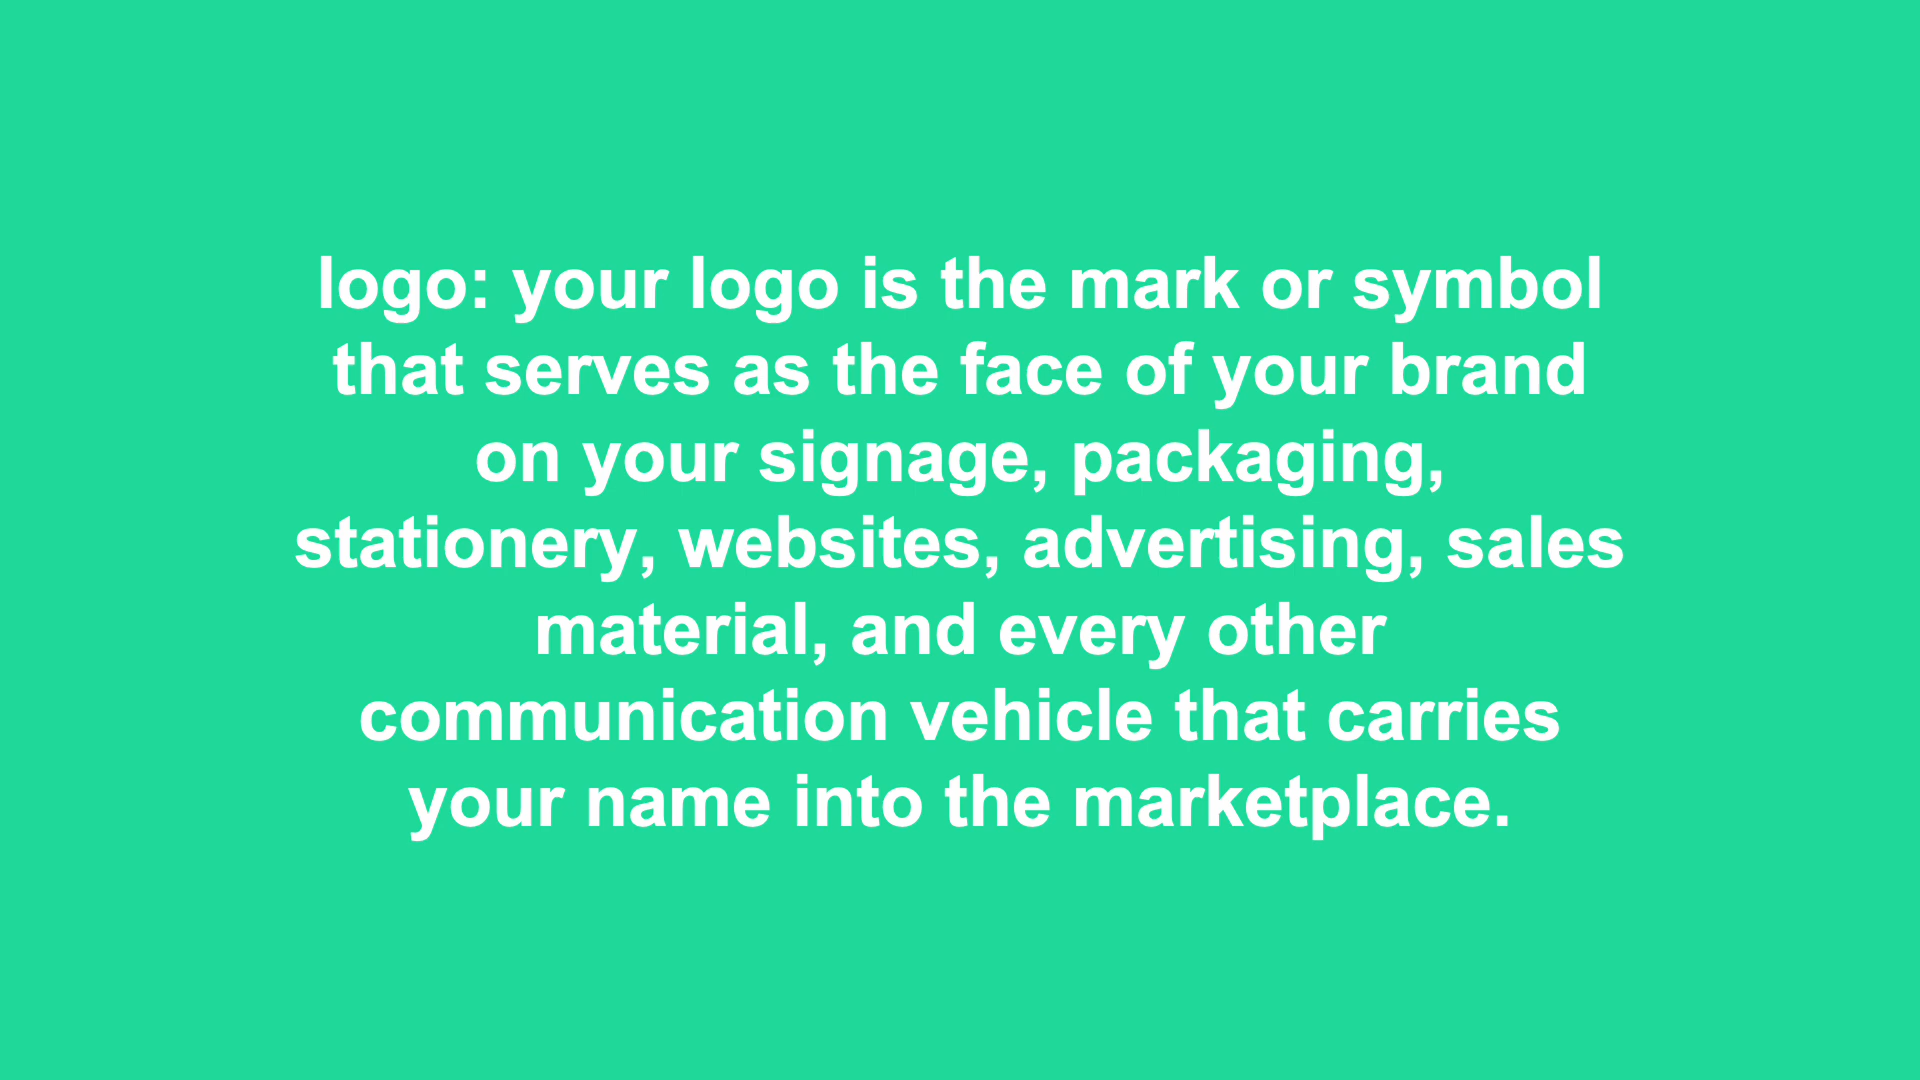 logo: your logo is the mark or symbol
that serves as the face of your brand
on your signage, packaging,
stationery, websites, advertising, sales
material, and every other
communication vehicle that carries
your name into the marketplace.